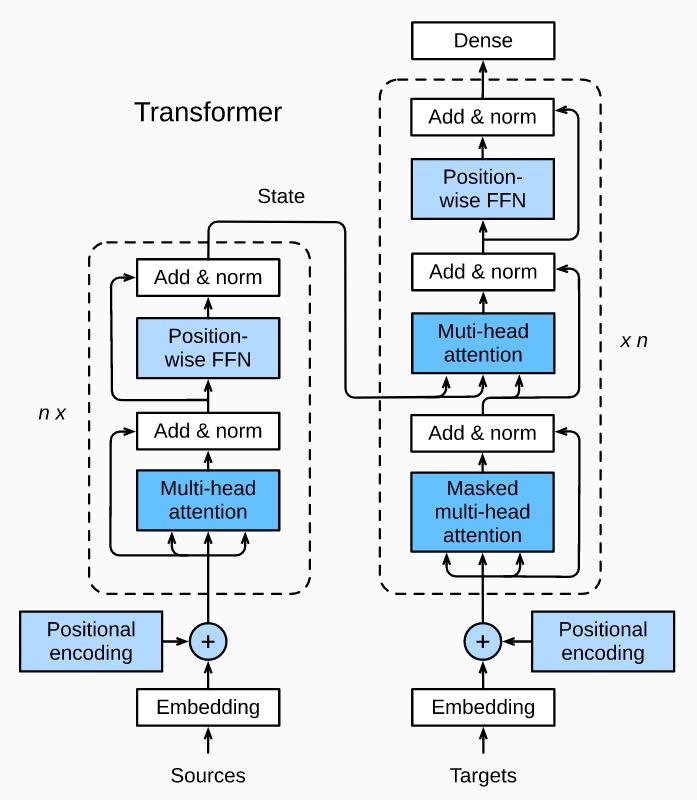 Transformer
State
n x
Add & norm
Position-
wise FFN
Add & norm
Multi-head
attention
Positional
encoding
+
Embedding
Sources
Dense
Add & norm
Position-
wise FFN
Add & norm
Muti-head
attention
x n
Add & norm
Masked
multi-head
attention
+
Positional
encoding
Embedding
Targets